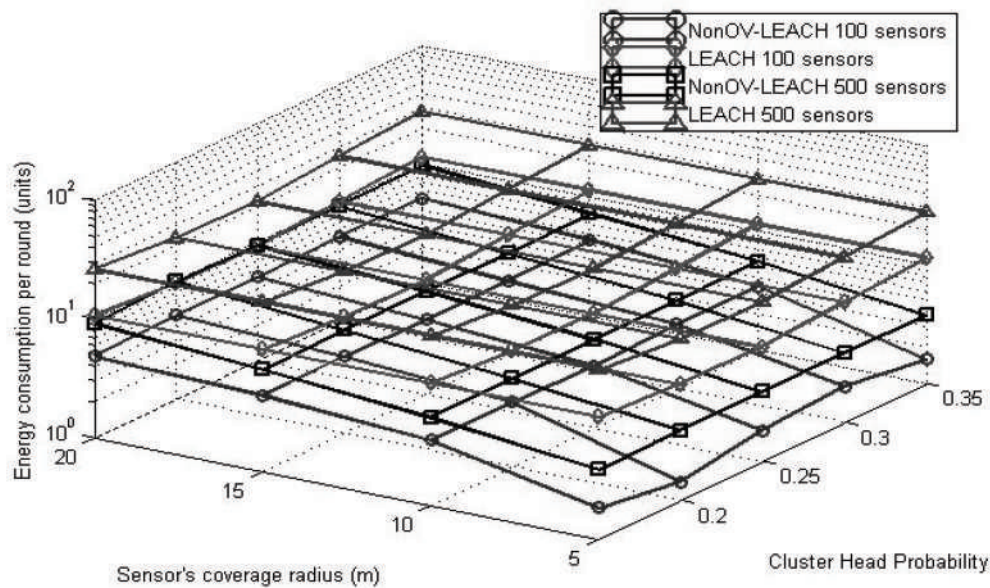 NonOV-LEACH 100 sensors
LEACH 100 sensors
NonOV-LEACH 500 sensors
LEACH 500 sensors
Energy consumption per round (units)
10²
10¹
10⁰
20
15
10
5
Sensor's coverage radius (m)
0.35
0.3
0.25
0.2
Cluster Head Probability